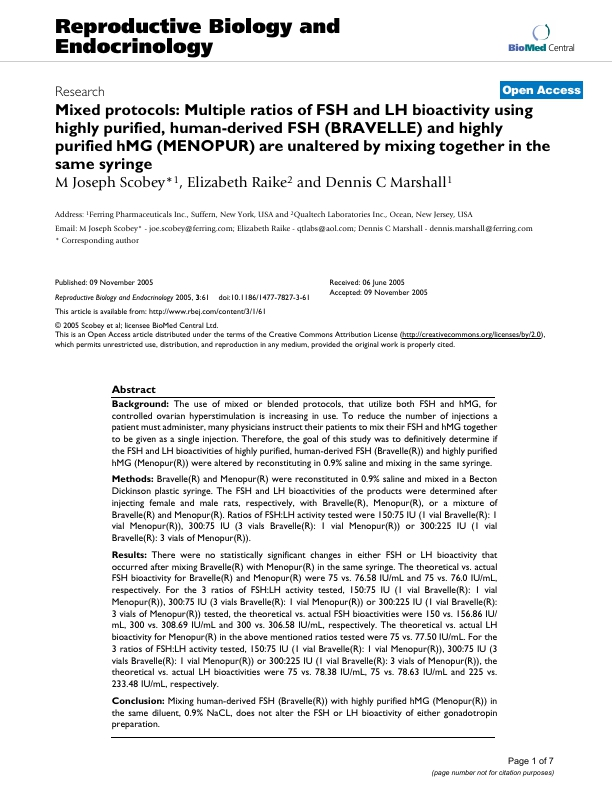 Reproductive Biology and
Endocrinology
BioMed Central
Research
Open Access
Mixed protocols: Multiple ratios of FSH and LH bioactivity using
highly purified, human-derived FSH (BRAVELLE) and highly
purified hMG (MENOPUR) are unaltered by mixing together in the
same syringe
M Joseph Scobey*1, Elizabeth Raike2 and Dennis C Marshall1
Address: 1Ferring Pharmaceuticals Inc., Suffern, New York, USA and 2Qualtech Laboratories Inc., Ocean, New Jersey, USA
Email: M Joseph Scobey* - joe.scobey@ferring.com; Elizabeth Raike - qtlabs@aol.com; Dennis C Marshall - dennis.marshall@ferring.com
* Corresponding author
Published: 09 November 2005
Received: 06 June 2005
Accepted: 09 November 2005
Reproductive Biology and Endocrinology 2005, 3:61 doi:10.1186/1477-7827-3-61
This article is available from: http://www.rbej.com/content/3/1/61
© 2005 Scobey et al; licensee BioMed Central Ltd.
This is an Open Access article distributed under the terms of the Creative Commons Attribution License (http://creativecommons.org/licenses/by/2.0),
which permits unrestricted use, distribution, and reproduction in any medium, provided the original work is properly cited.
Abstract
Background: The use of mixed or blended protocols, that utilize both FSH and hMG, for
controlled ovarian hyperstimulation is increasing in use. To reduce the number of injections a
patient must administer, many physicians instruct their patients to mix their FSH and hMG together
to be given as a single injection. Therefore, the goal of this study was to definitively determine if
the FSH and LH bioactivities of highly purified, human-derived FSH (Bravelle(R)) and highly purified
hMG (Menopur(R)) were altered by reconstituting in 0.9% saline and mixing in the same syringe.
Methods: Bravelle(R) and Menopur(R) were reconstituted in 0.9% saline and mixed in a Becton
Dickinson plastic syringe. The FSH and LH bioactivities of the products were determined after
injecting female and male rats, respectively, with Bravelle(R), Menopur(R), or a mixture of
Bravelle(R) and Menopur(R). Ratios of FSH:LH activity tested were 150:75 IU (1 vial Bravelle(R): 1
vial Menopur(R)), 300:75 IU (3 vials Bravelle(R): 1 vial Menopur(R)) or 300:225 IU (1 vial
Bravelle(R): 3 vials of Menopur(R)).
Results: There were no statistically significant changes in either FSH or LH bioactivity that
occurred after mixing Bravelle(R) with Menopur(R) in the same syringe. The theoretical vs. actual
FSH bioactivity for Bravelle(R) and Menopur(R) were 75 vs. 76.58 IU/mL and 75 vs. 76.0 IU/mL,
respectively. For the 3 ratios of FSH:LH activity tested, 150:75 IU (1 vial Bravelle(R): 1 vial
Menopur(R)), 300:75 IU (3 vials Bravelle(R): 1 vial Menopur(R)) or 300:225 IU (1 vial Bravelle(R):
3 vials of Menopur(R)) tested, the theoretical vs. actual FSH bioactivities were 150 vs. 156.86 IU/
mL, 300 vs. 308.69 IU/mL and 300 vs. 306.58 IU/mL, respectively. The theoretical vs. actual LH
bioactivity for Menopur(R) in the above mentioned ratios tested were 75 vs. 77.50 IU/mL. For the
3 ratios of FSH:LH activity tested, 150:75 IU (1 vial Bravelle(R): 1 vial Menopur(R)), 300:75 IU (3
vials Bravelle(R): 1 vial Menopur(R)) or 300:225 IU (1 vial Bravelle(R): 3 vials of Menopur(R)), the
theoretical vs. actual LH bioactivities were 75 vs. 78.38 IU/mL, 75 vs. 78.63 IU/mL and 225 vs.
233.48 IU/mL, respectively.
Conclusion: Mixing human-derived FSH (Bravelle(R)) with highly purified hMG (Menopur(R)) in
the same diluent, 0.9% NaCL, does not alter the FSH or LH bioactivity of either gonadotropin
preparation.
Page 1 of 7
(page number not for citation purposes)